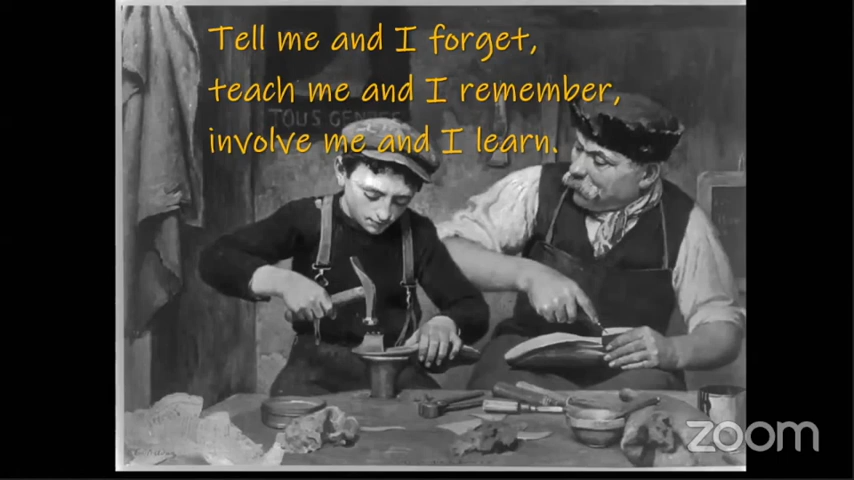 Tell me and I forget,
teach me and I remember,
TOUS GENRES
involve me and I learn.
zoom